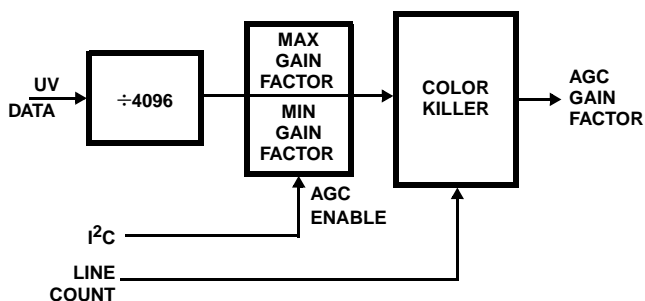 UV
DATA
÷4096
MAX
GAIN
FACTOR
MIN
GAIN
FACTOR
COLOR
KILLER
AGC
GAIN
FACTOR
AGC
ENABLE
I²C
LINE
COUNT